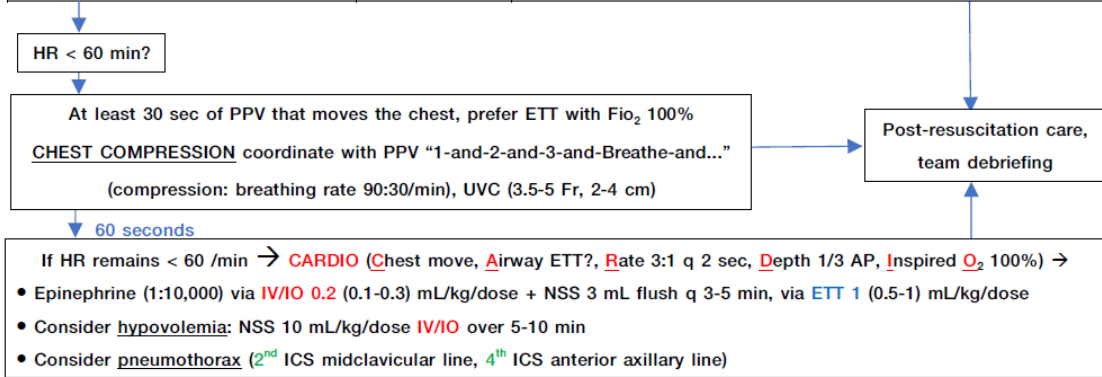 HR < 60 min?
At least 30 sec of PPV that moves the chest, prefer ETT with Fio₂ 100%
CHEST COMPRESSION coordinate with PPV “1-and-2-and-3-and-Breathe-and...”
(compression: breathing rate 90:30/min), UVC (3.5-5 Fr, 2-4 cm)
Post-resuscitation care,
team debriefing
60 seconds
If HR remains < 60 /min → CARDIO (Chest move, Airway ETT?, Rate 3:1 q 2 sec, Depth 1/3 AP, Inspired O₂ 100%) →
• Epinephrine (1:10,000) via IV/IO 0.2 (0.1-0.3) mL/kg/dose + NSS 3 mL flush q 3-5 min, via ETT 1 (0.5-1) mL/kg/dose
• Consider hypovolemia: NSS 10 mL/kg/dose IV/IO over 5-10 min
• Consider pneumothorax (2ⁿᵈ ICS midclavicular line, 4ᵗʰ ICS anterior axillary line)